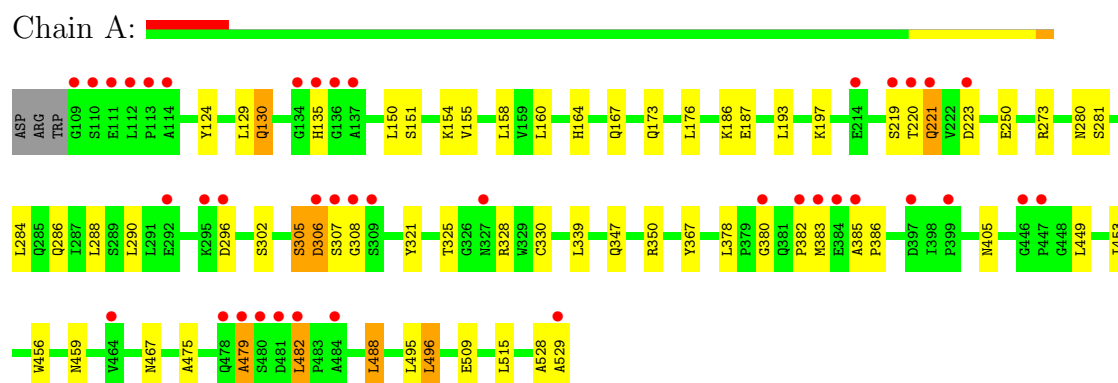 Chain A:
ASP ARG TRP G109 S110 E111 L112 P113 A114 Y124 L129 Q130 G134 H135 G136 A137 L150 S151 K154 V155 L158 V159 L160 H164 Q167 Q173 L176 K186 E187 L193 K197 E214 S219 T220 Q221 V222 D223 E250 R273 N280 S281
L284 Q285 Q286 I287 L288 S289 L290 L291 E292 K295 D296 S302 S305 D306 S307 G308 S309 Y321 T325 G326 N327 R328 W329 C330 L339 Q347 R350 Y367 L378 P379 G380 Q381 P382 M383 E384 A385 P386 D397 I398 P399 N405 G446 P447 G448 L449 I453
W456 N459 V464 N467 A475 Q478 A479 S480 D481 L482 P483 A484 L488 L495 L496 E509 L515 A528 A529